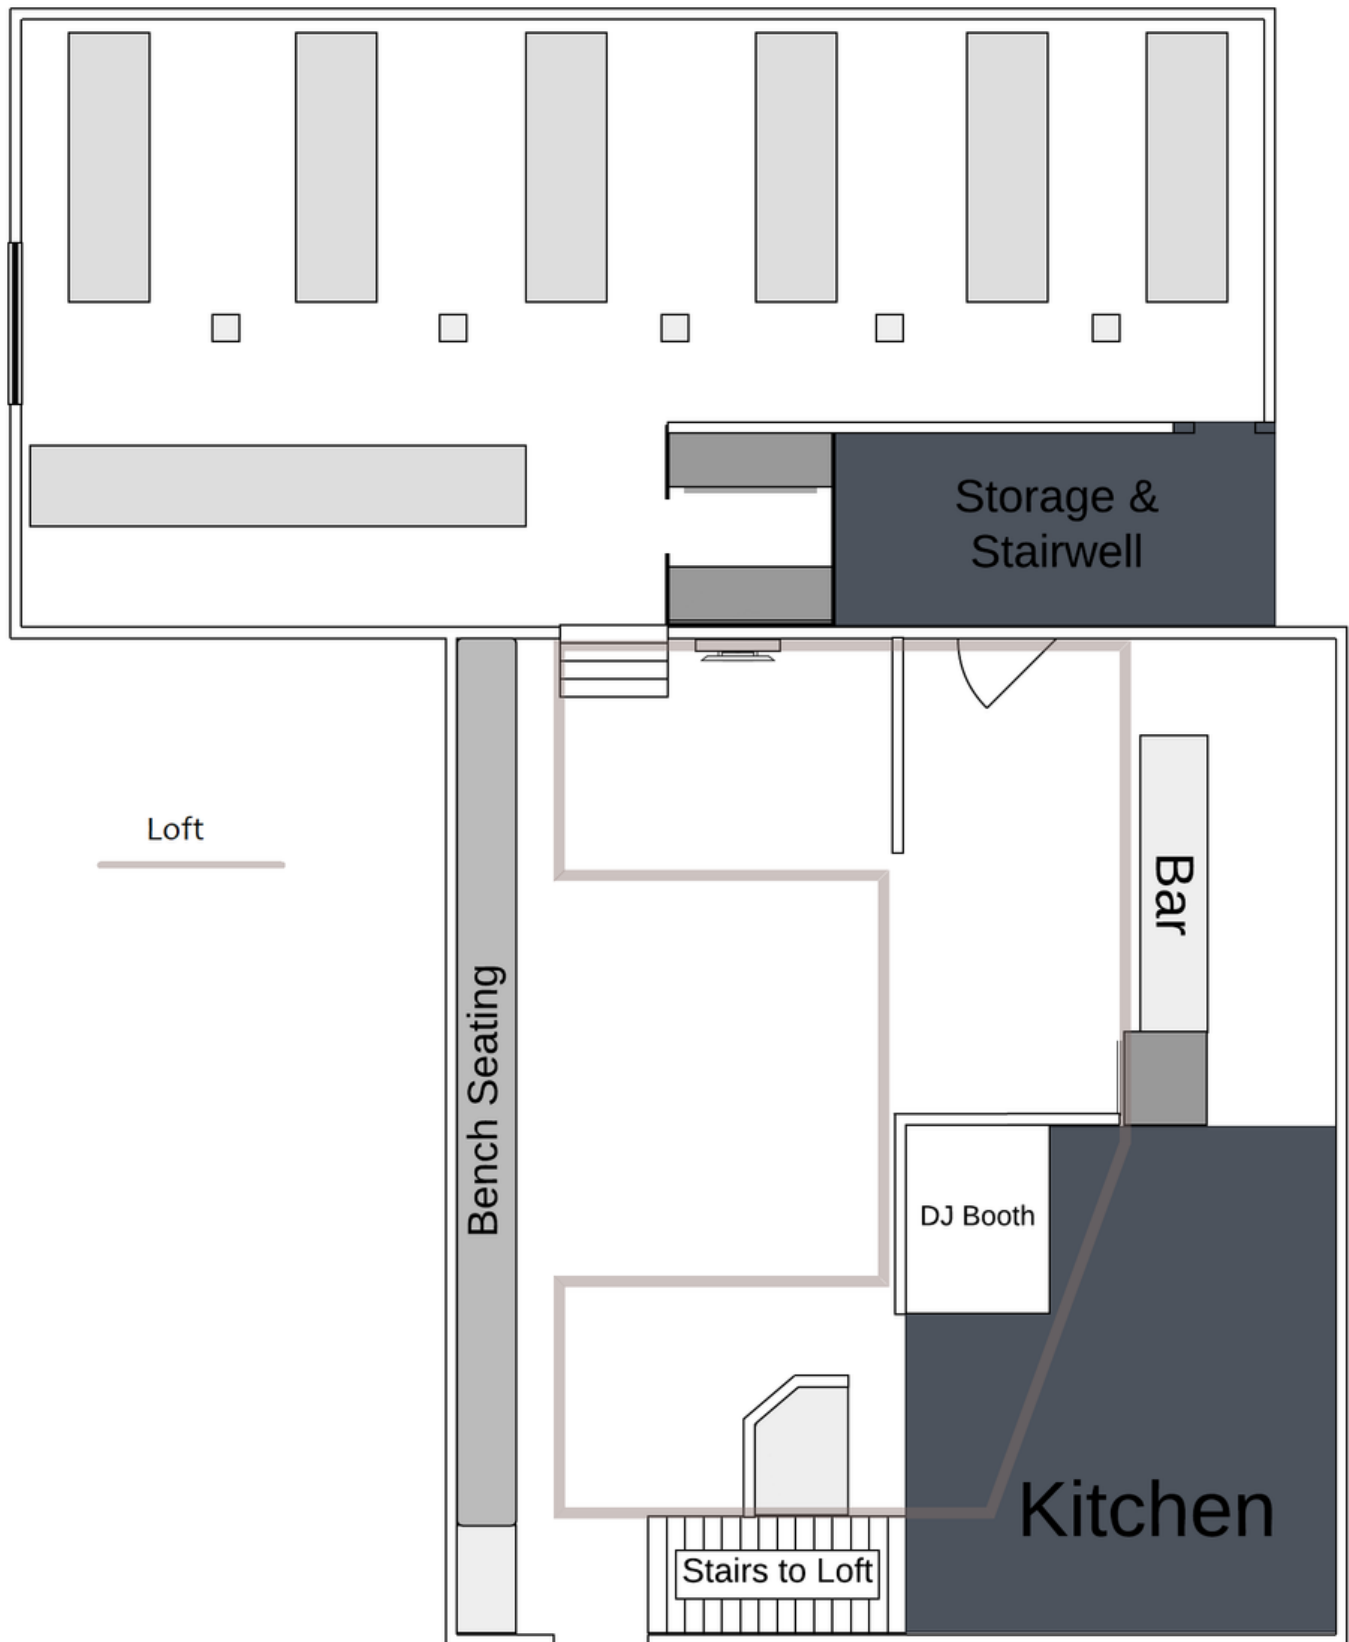 Storage &
Stairwell
Loft
Bar
Bench Seating
DJ Booth
Kitchen
Stairs to Loft